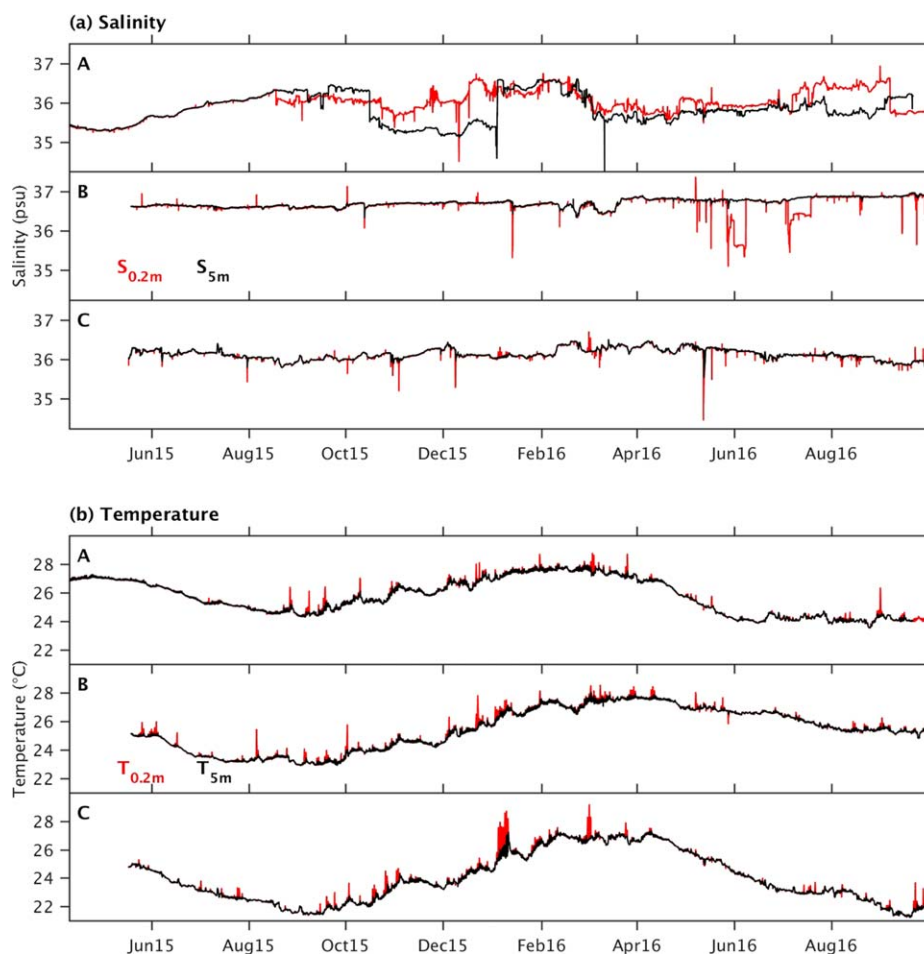 (a) Salinity
A
37
36
35
B
37
36
35
Salinity (psu)
S0.2m S5m
C
37
36
35
Jun15 Aug15 Oct15 Dec15 Feb16 Apr16 Jun16 Aug16
(b) Temperature
A
28
26
24
22
B
28
26
24
22
Temperature (°C)
T0.2m T5m
C
28
26
24
22
Jun15 Aug15 Oct15 Dec15 Feb16 Apr16 Jun16 Aug16